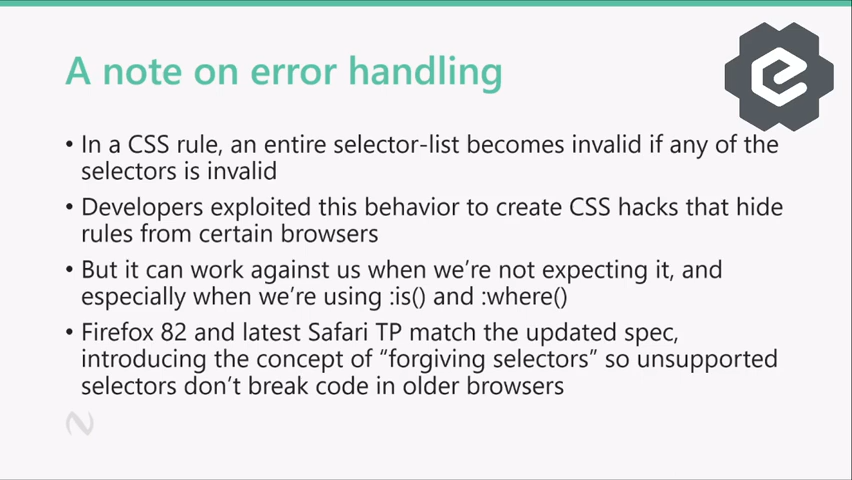 A note on error handling
• In a CSS rule, an entire selector-list becomes invalid if any of the
selectors is invalid
• Developers exploited this behavior to create CSS hacks that hide
rules from certain browsers
• But it can work against us when we’re not expecting it, and
especially when we’re using :is() and :where()
• Firefox 82 and latest Safari TP match the updated spec,
introducing the concept of “forgiving selectors” so unsupported
selectors don’t break code in older browsers